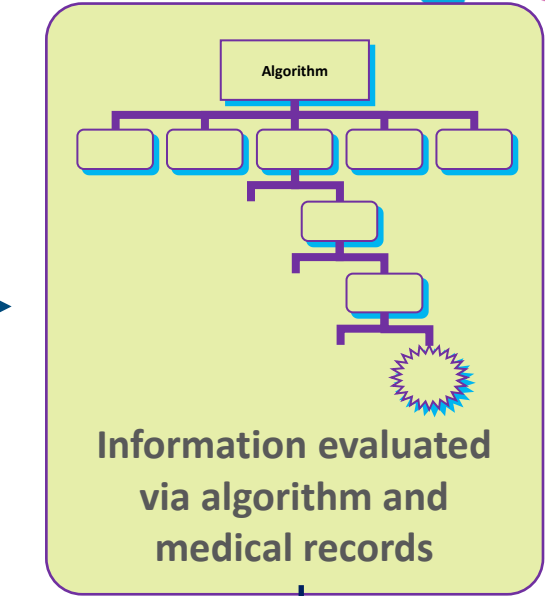 Algorithm
Information evaluated
via algorithm and
medical records